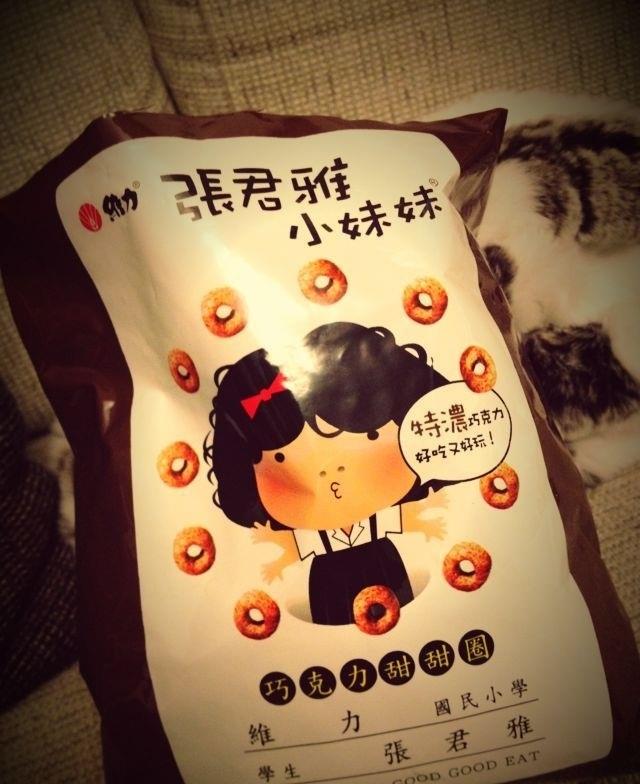 維力®
張君雅
小妹妹®
特濃巧克力
好吃又好玩！
巧克力甜甜圈
維力 國民小學
學生 張君雅
GOOD GOOD EAT